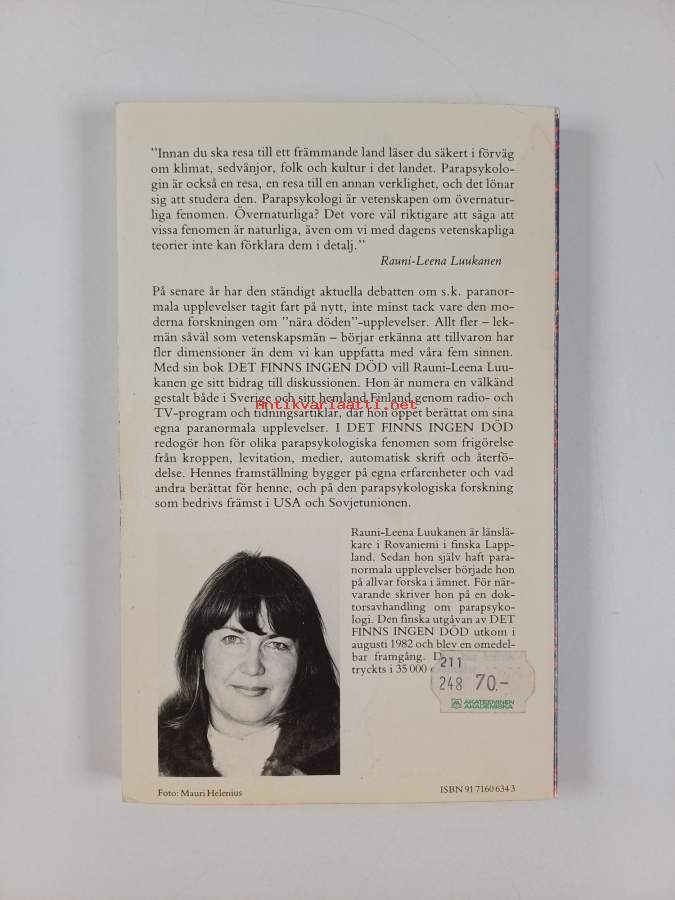 "Innan du ska resa till ett främmande land läser du säkert i förväg
om klimat, sedvänjor, folk och kultur i det landet. Parapsykolo-
gin är också en resa, en resa till en annan verklighet, och det lönar
sig att studera den. Parapsykologi är vetenskapen om övernatur-
liga fenomen. Övernaturliga? Det vore väl riktigare att säga att
vissa fenomen är naturliga, även om vi med dagens vetenskapliga
teorier inte kan förklara dem i detalj."
Rauni-Leena Luukanen
På senare år har den ständigt aktuella debatten om s.k. paranor-
mala upplevelser tagit fart på nytt, inte minst tack vare den mo-
derna forskningen om "nära döden"-upplevelser. Allt fler – lek-
män såväl som vetenskapsmän – börjar erkänna att tillvaron har
fler dimensioner än dem vi kan uppfatta med våra fem sinnen.
Med sin bok DET FINNS INGEN DÖD vill Rauni-Leena Luu-
kanen ge sitt bidrag till diskussionen. Hon är numera en välkänd
gestalt både i Sverige och sitt hemland Finland genom radio- och
Antikvariaatti.net
TV-program och tidningsartiklar, där hon öppet berättat om sina
egna paranormala upplevelser. I DET FINNS INGEN DÖD
redogör hon för olika parapsykologiska fenomen som frigörelse
från kroppen, levitation, medier, automatisk skrift och återfö-
delse. Hennes framställning bygger på egna erfarenheter och vad
andra berättat för henne, och på den parapsykologiska forskning
som bedrivs främst i USA och Sovjetunionen.
Rauni-Leena Luukanen är länslä-
kare i Rovaniemi i finska Lapp-
land. Sedan hon själv haft para-
normala upplevelser började hon
på allvar forska i ämnet. För när-
varande skriver hon på en dok-
torsavhandling om parapsyko-
logi. Den finska utgåvan av DET
FINNS INGEN DÖD utkom i
augusti 1982 och blev en omedel-
bar framgång.
tryckts i 35 000
211
248 70.-
AKATEEMINEN
AKADEMISKA
Foto: Mauri Helenius
ISBN 91 7160 634 3